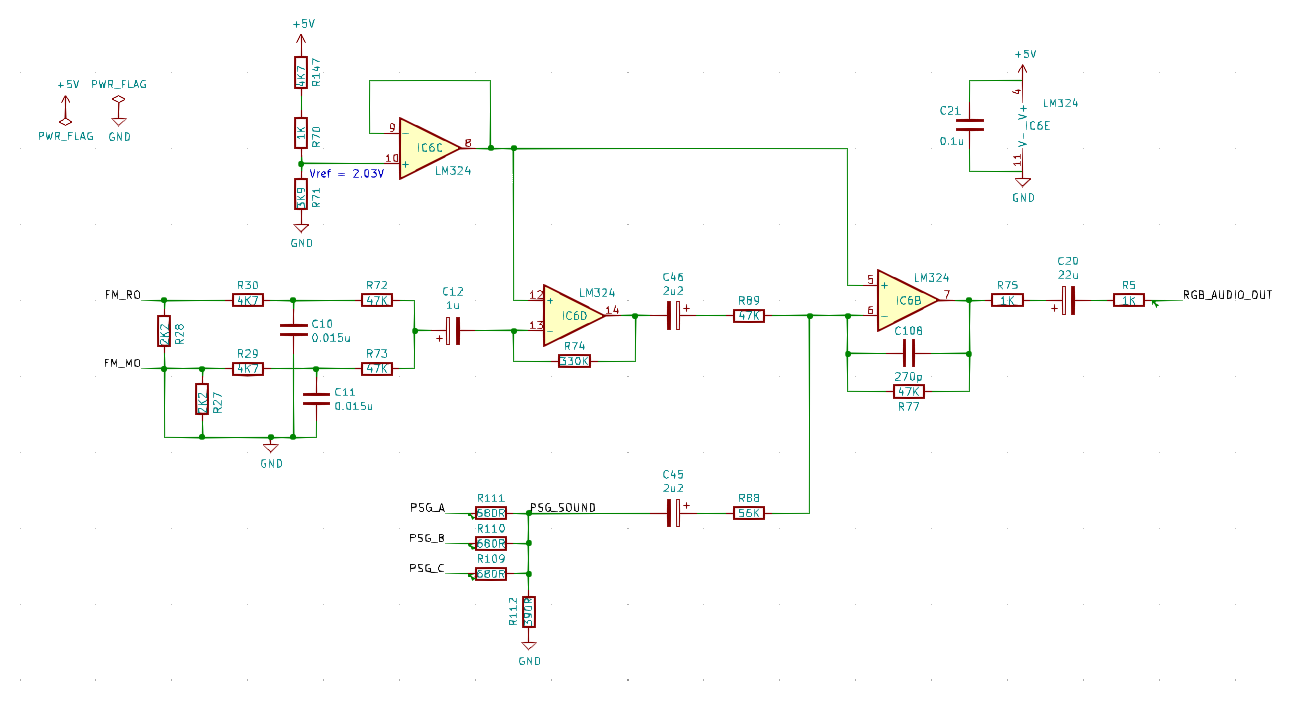 +5V
+5V
PWR_FLAG
PWR_FLAG
GND
4K7
R147
1K
R70
Vref = 2.03V
3K9
R71
GND
9
10
8
IC6C
LM324
+5V
4
LM324
V+
IC6E
V-
11
C21
0.1u
GND
FM_RO
R30
4K7
R72
47K
2K2
R28
C10
0.015u
C12
1u
FM_MO
R29
4K7
R73
47K
2K2
R27
C11
0.015u
GND
12
13
14
LM324
IC6D
R74
330K
C46
2u2
R89
47K
5
6
7
LM324
IC6B
C108
270p
47K
R77
R75
1K
C20
22u
R5
1K
RGB_AUDIO_OUT
C45
2u2
R88
56K
PSG_A
R111
680R
PSG_SOUND
PSG_B
R110
680R
PSG_C
R109
680R
R112
390R
GND